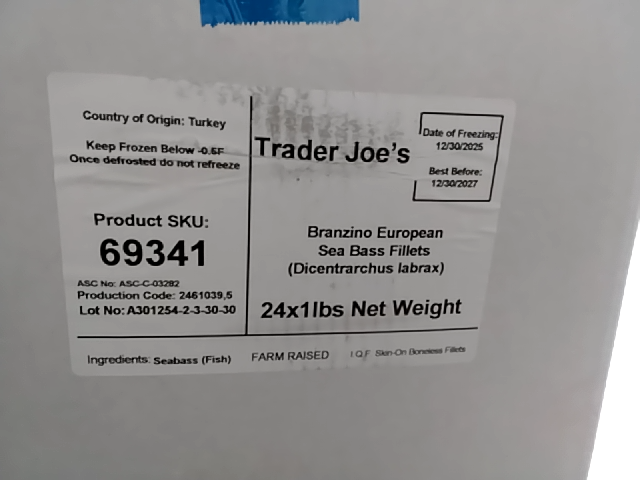 Country of Origin: Turkey
Keep Frozen Below -0.6F
Once defrosted do not refreeze
Product SKU:
69341
ASC No: ASC-C-03282
Production Code: 2461039,5
Lot No: A301254-2-3-30-30
Trader Joe's
Date of Freezing:
12/30/2025
Best Before:
12/30/2027
Branzino European
Sea Bass Fillets
(Dicentrarchus labrax)
24x1lbs Net Weight
Ingredients: Seabass (Fish) FARM RAISED I.Q.F Skin-On Boneless Fillets